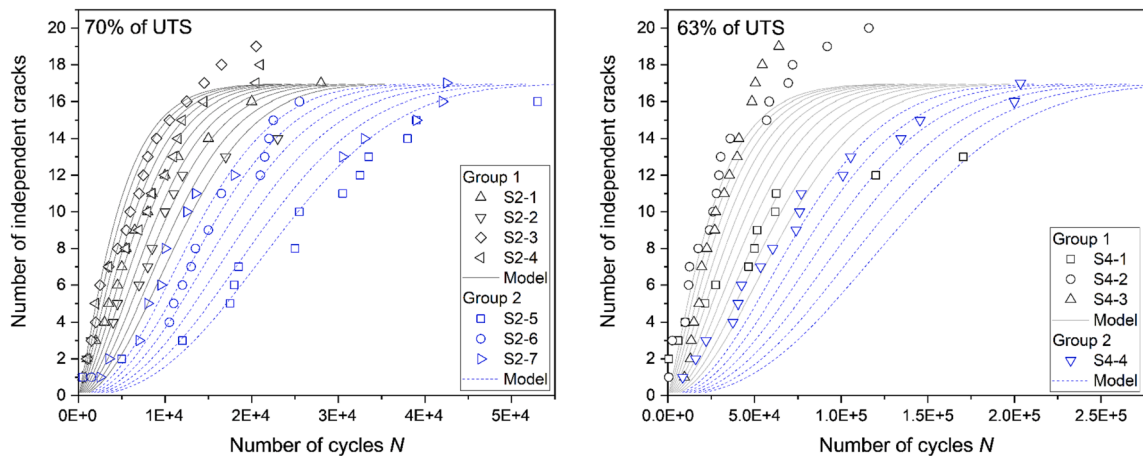 70% of UTS
Number of independent cracks
20
18
16
14
12
10
8
6
4
2
0
0E+0
1E+4
2E+4
3E+4
4E+4
5E+4
Number of cycles N
Group 1
S2-1
S2-2
S2-3
S2-4
Model
Group 2
S2-5
S2-6
S2-7
Model
63% of UTS
Number of independent cracks
20
18
16
14
12
10
8
6
4
2
0
0.0E+0
5.0E+4
1.0E+5
1.5E+5
2.0E+5
2.5E+5
Number of cycles N
Group 1
S4-1
S4-2
S4-3
Model
Group 2
S4-4
Model